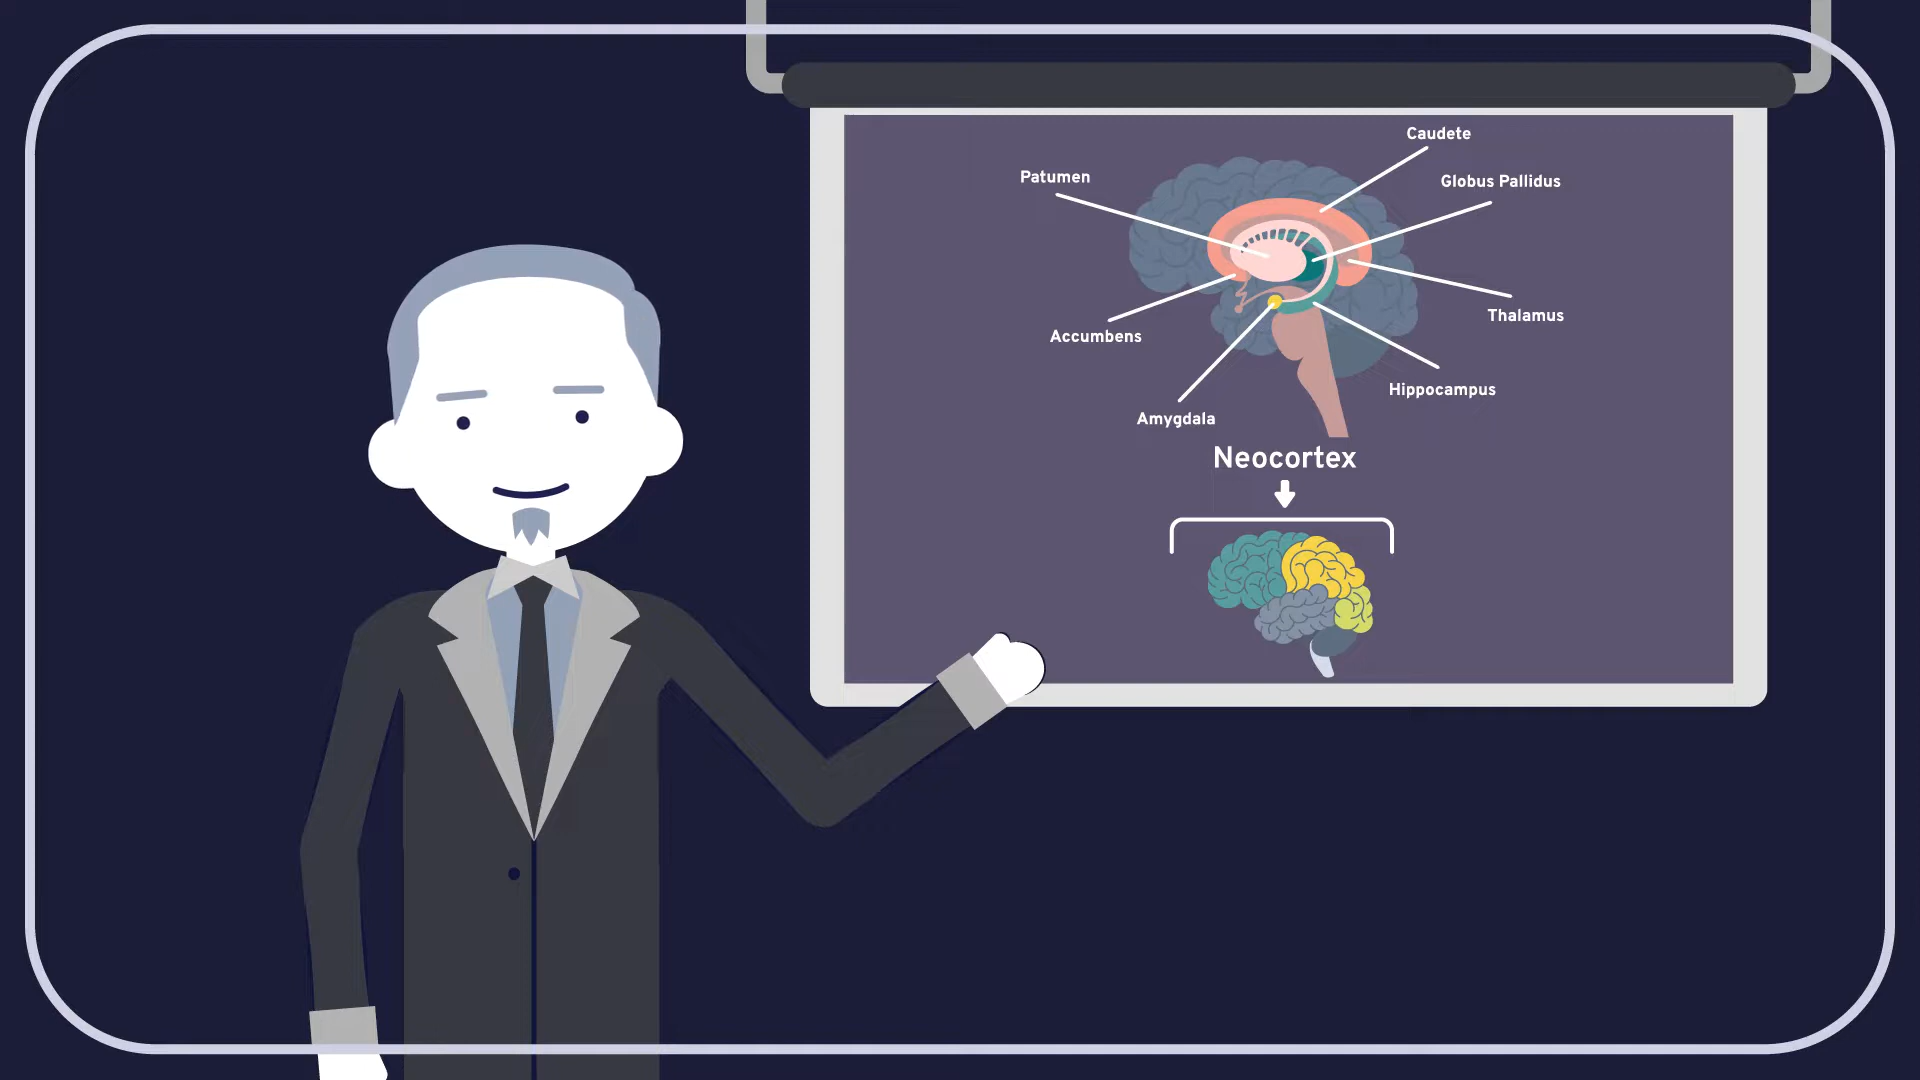 Caudete
Patumen
Globus Pallidus
Thalamus
Accumbens
Hippocampus
Amygdala
Neocortex